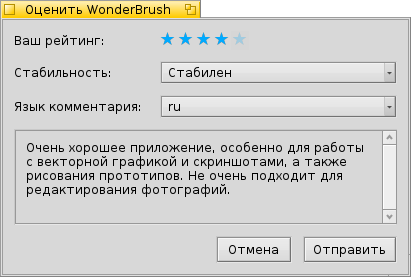 Оценить WonderBrush
Ваш рейтинг:
Стабильность: Стабилен
Язык комментария: ru
Очень хорошее приложение, особенно для работы
с векторной графикой и скриншотами, а также
рисования прототипов. Не очень подходит для
редактирования фотографий.
Отмена Отправить